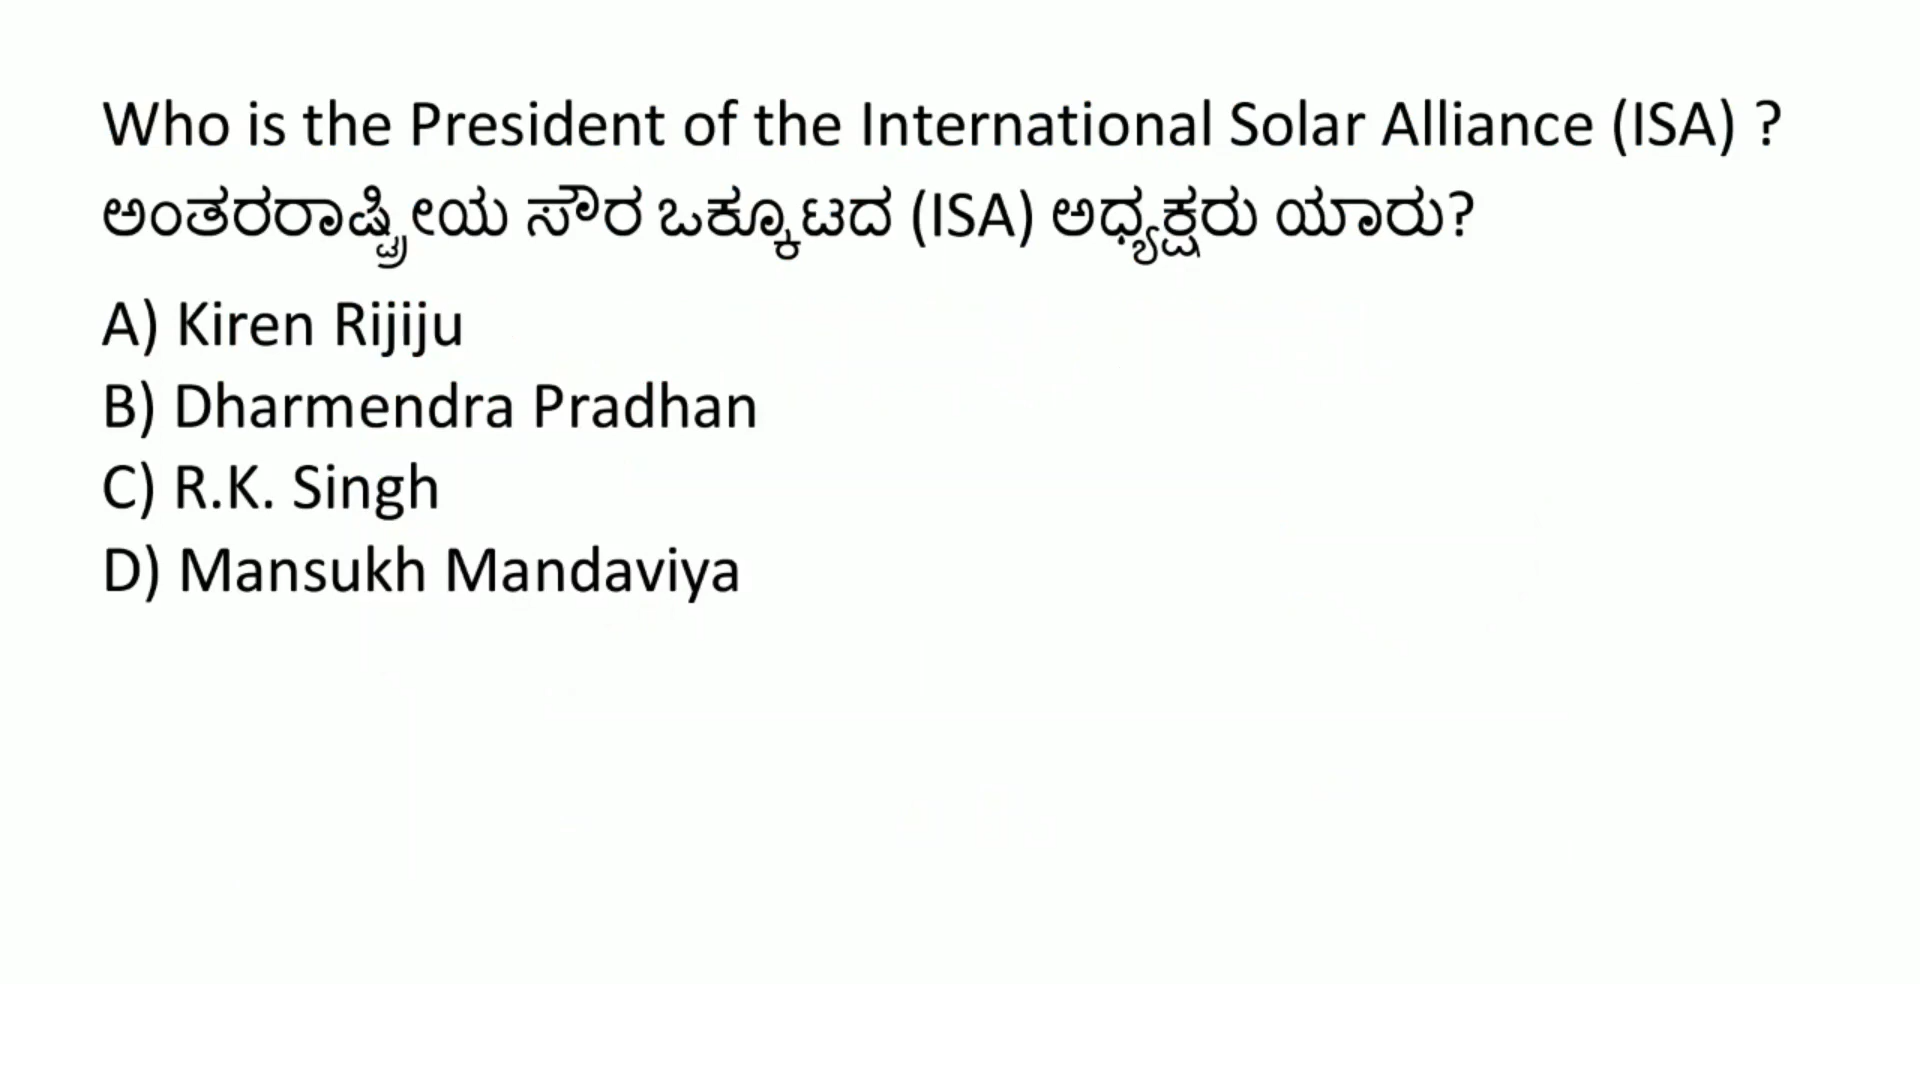 Who is the President of the International Solar Alliance (ISA) ?
ಅಂತರರಾಷ್ಟ್ರೀಯ ಸೌರ ಒಕ್ಕೂಟದ (ISA) ಅಧ್ಯಕ್ಷರು ಯಾರು?
A) Kiren Rijiju
B) Dharmendra Pradhan
C) R.K. Singh
D) Mansukh Mandaviya